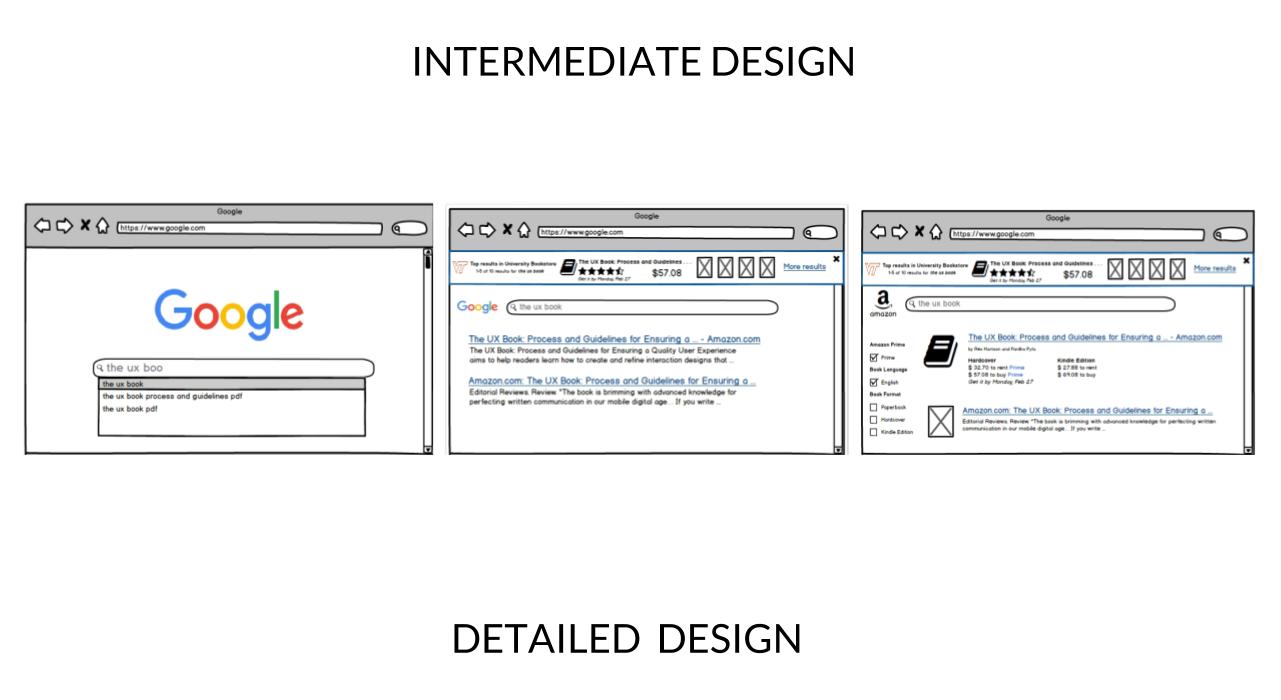 INTERMEDIATE DESIGN
Google
https://www.google.com
Google
the ux boo
the ux book
the ux book process and guidelines pdf
the ux book pdf
Google
https://www.google.com
VT
Top results in University Bookstore
1-5 of 10 results for the ux book
The UX Book: Process and Guidelines . . .
Get it by Monday, Feb 27
$57.08
More results
Google
the ux book
The UX Book: Process and Guidelines for Ensuring a ... - Amazon.com
The UX Book: Process and Guidelines for Ensuring a Quality User Experience
aims to help readers learn how to create and refine interaction designs that ...
Amazon.com: The UX Book: Process and Guidelines for Ensuring a ...
Editorial Reviews. Review. "The book is brimming with advanced knowledge for
perfecting written communication in our mobile digital age... If you write ...
Google
https://www.google.com
VT
Top results in University Bookstore
1-5 of 10 results for the ux book
The UX Book: Process and Guidelines . . .
Get it by Monday, Feb 27
$57.08
More results
a
amazon
the ux book
Amazon Prime
Prime
Book Language
English
Book Format
Paperback
Hardcover
Kindle Edition
The UX Book: Process and Guidelines for Ensuring a ... - Amazon.com
by Rex Hartson and Pardha Pyla
Hardcover
$ 32.70 to rent Prime
$ 57.08 to buy Prime
Get it by Monday, Feb 27
Kindle Edition
$ 27.88 to rent
$ 69.08 to buy
Amazon.com: The UX Book: Process and Guidelines for Ensuring a ...
Editorial Reviews. Review. "The book is brimming with advanced knowledge for perfecting written
communication in our mobile digital age... If you write ...
DETAILED DESIGN